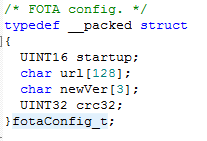 /* FOTA config. */
typedef __packed struct
{
  UINT16 startup;
  char url[128];
  char newVer[3];
  UINT32 crc32;
}fotaConfig_t;